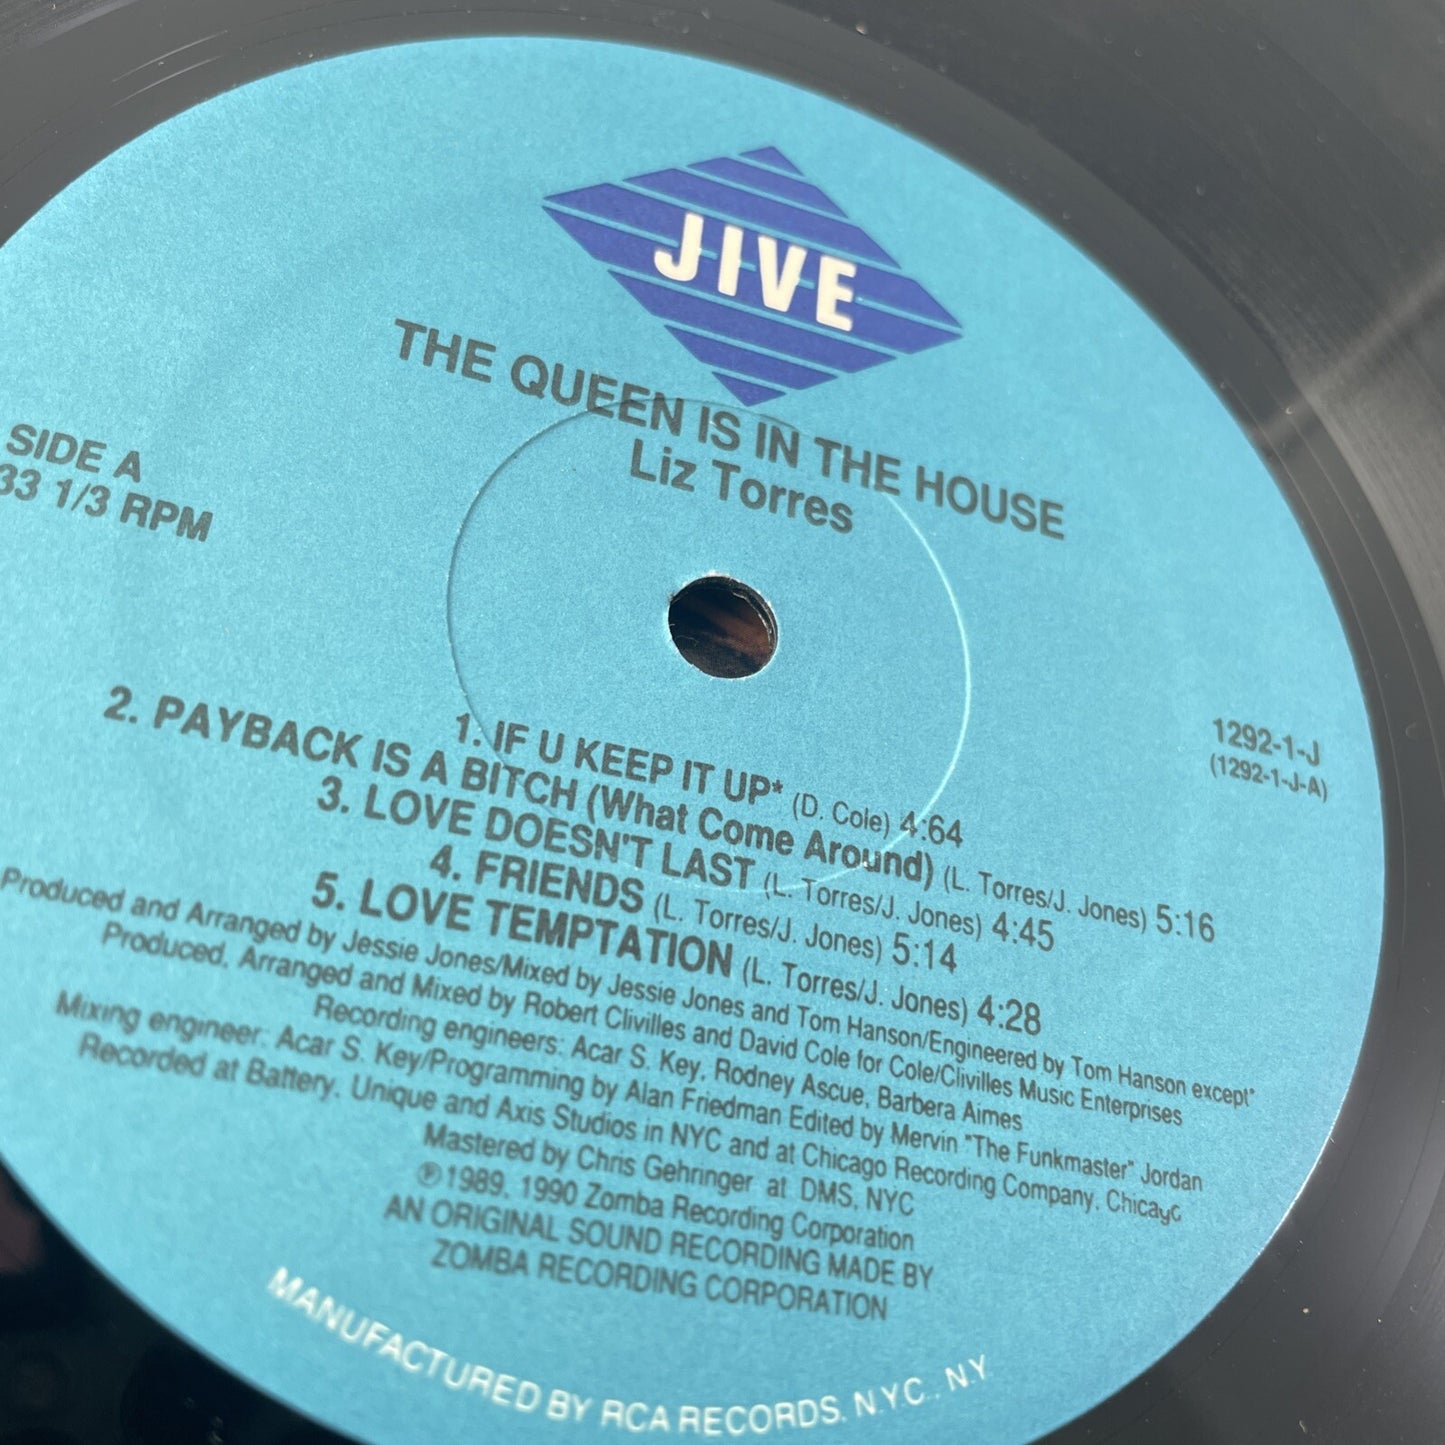 JIVE
THE QUEEN IS IN THE HOUSE
Liz Torres
SIDE A
33 1/3 RPM
1292-1-J
(1292-1-J-A)
1. IF U KEEP IT UP* (D. Cole) 4:64
2. PAYBACK IS A BITCH (What Come Around) (L. Torres/J. Jones) 5:16
3. LOVE DOESN'T LAST (L. Torres/J. Jones) 4:45
4. FRIENDS (L. Torres/J. Jones) 5:14
5. LOVE TEMPTATION (L. Torres/J. Jones) 4:28
Produced and Arranged by Jessie Jones/Mixed by Jessie Jones and Tom Hanson/Engineered by Tom Hanson except*
Produced, Arranged and Mixed by Robert Clivilles and David Cole for Cole/Clivilles Music Enterprises
Recording engineers: Acar S. Key, Rodney Ascue, Barbera Aimes
Mixing engineer: Acar S. Key/Programming by Alan Friedman Edited by Mervin "The Funkmaster" Jordan
Recorded at Battery, Unique and Axis Studios in NYC and at Chicago Recording Company, Chicago
Mastered by Chris Gehringer at DMS, NYC
℗1989, 1990 Zomba Recording Corporation
AN ORIGINAL SOUND RECORDING MADE BY
ZOMBA RECORDING CORPORATION
MANUFACTURED BY RCA RECORDS, N.Y.C., N.Y.